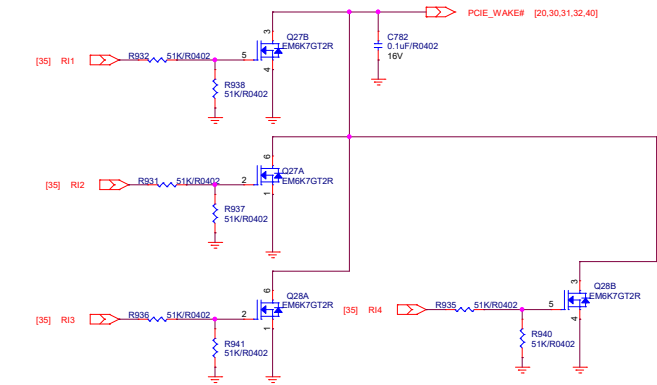 PCIE_WAKE# [20,30,31,32,40]
3
Q27B
EM6K7GT2R
C782
0.1uF/R0402
16V
[35] RI1
R932 51K/R0402
5
4
R938
51K/R0402
6
Q27A
EM6K7GT2R
[35] RI2
R931 51K/R0402
2
1
R937
51K/R0402
6
Q28A
EM6K7GT2R
[35] RI3
R936 51K/R0402
2
1
R941
51K/R0402
3
Q28B
EM6K7GT2R
[35] RI4
R935 51K/R0402
5
4
R940
51K/R0402